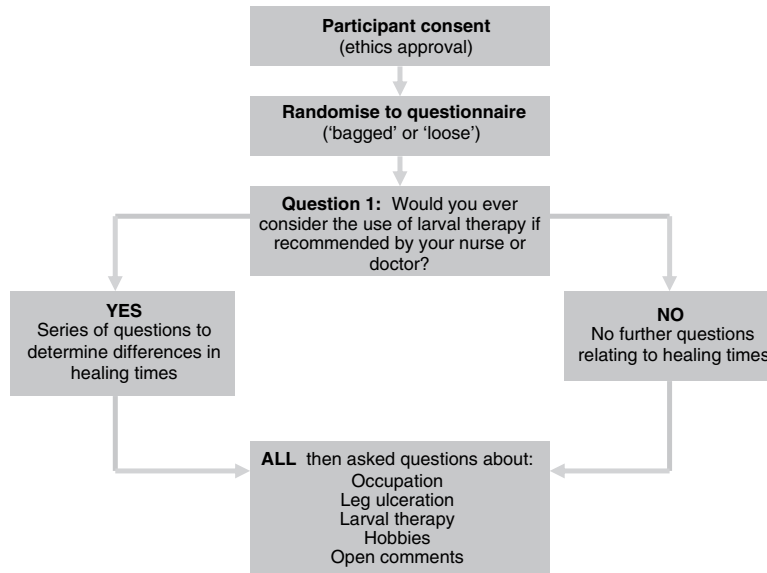 Participant consent
(ethics approval)
Randomise to questionnaire
(‘bagged’ or ‘loose’)
Question 1: Would you ever
consider the use of larval therapy if
recommended by your nurse or
doctor?
YES
Series of questions to
determine differences in
healing times
NO
No further questions
relating to healing times
ALL then asked questions about:
Occupation
Leg ulceration
Larval therapy
Hobbies
Open comments